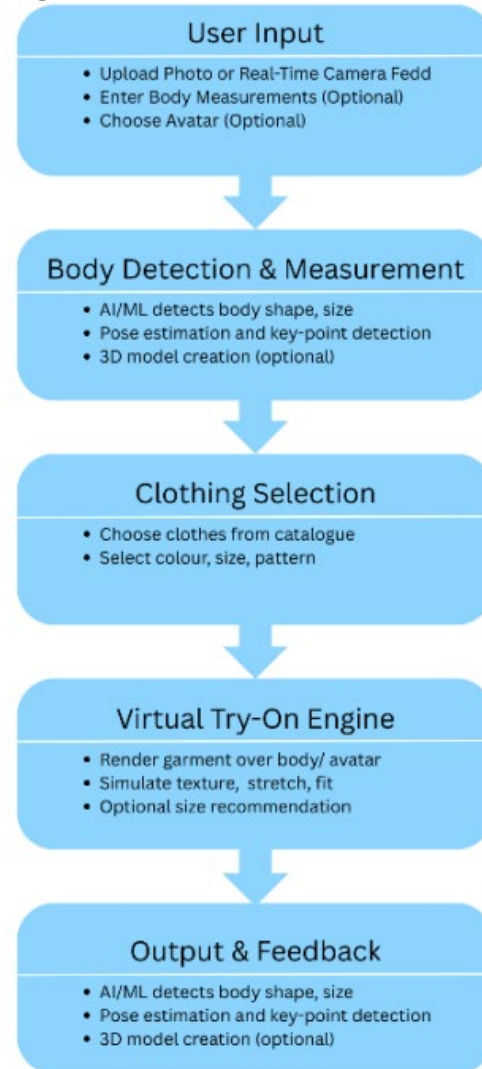 User Input
• Upload Photo or Real-Time Camera Fedd
• Enter Body Measurements (Optional)
• Choose Avatar (Optional)
Body Detection & Measurement
• AI/ML detects body shape, size
• Pose estimation and key-point detection
• 3D model creation (optional)
Clothing Selection
• Choose clothes from catalogue
• Select colour, size, pattern
Virtual Try-On Engine
• Render garment over body/ avatar
• Simulate texture, stretch, fit
• Optional size recommendation
Output & Feedback
• AI/ML detects body shape, size
• Pose estimation and key-point detection
• 3D model creation (optional)